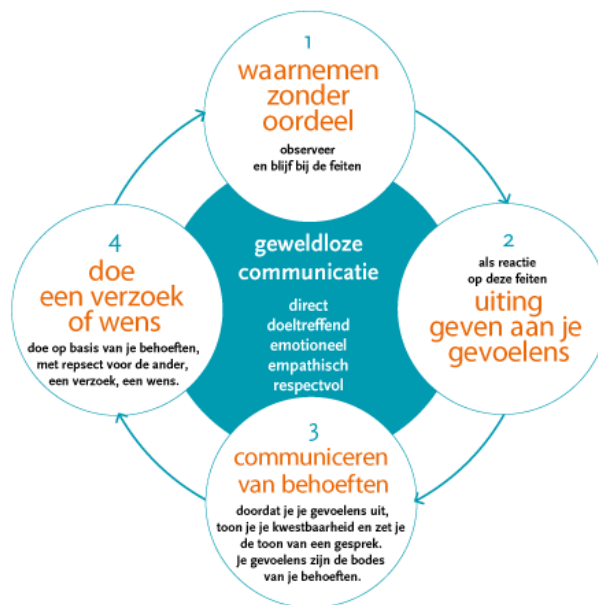 1
waarnemen
zonder
oordeel
observeer
en blijf bij de feiten
2
als reactie
op deze feiten
uiting
geven aan je
gevoelens
3
communiceren
van behoeften
doordat je je gevoelens uit,
toon je je kwestbaarheid en zet je
de toon van een gesprek.
Je gevoelens zijn de bodes
van je behoeften.
4
doe
een verzoek
of wens
doe op basis van je behoeften,
met repsect voor de ander,
een verzoek, een wens.
geweldloze
communicatie
direct
doeltreffend
emotioneel
empathisch
respectvol